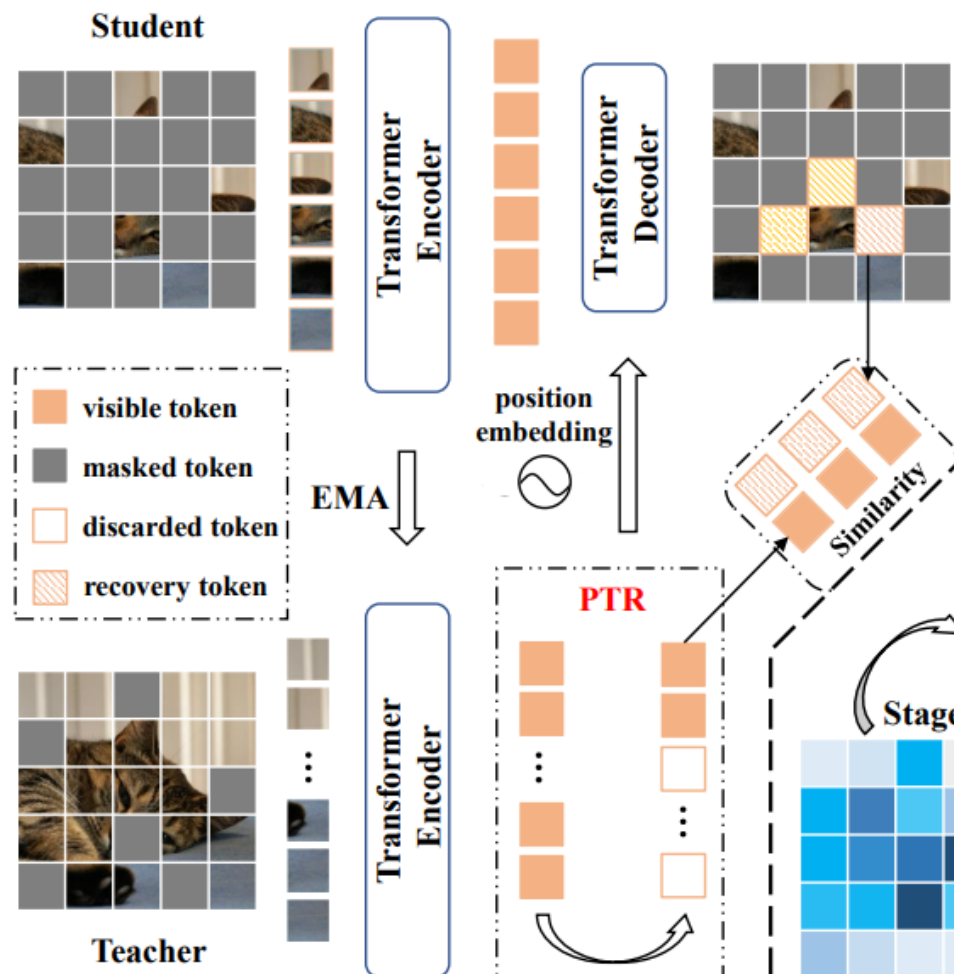 Student
Transformer
Encoder
Transformer
Decoder
visible token
masked token
discarded token
recovery token
EMA
position
embedding
Similarity
PTR
Transformer
Encoder
Stage
Teacher